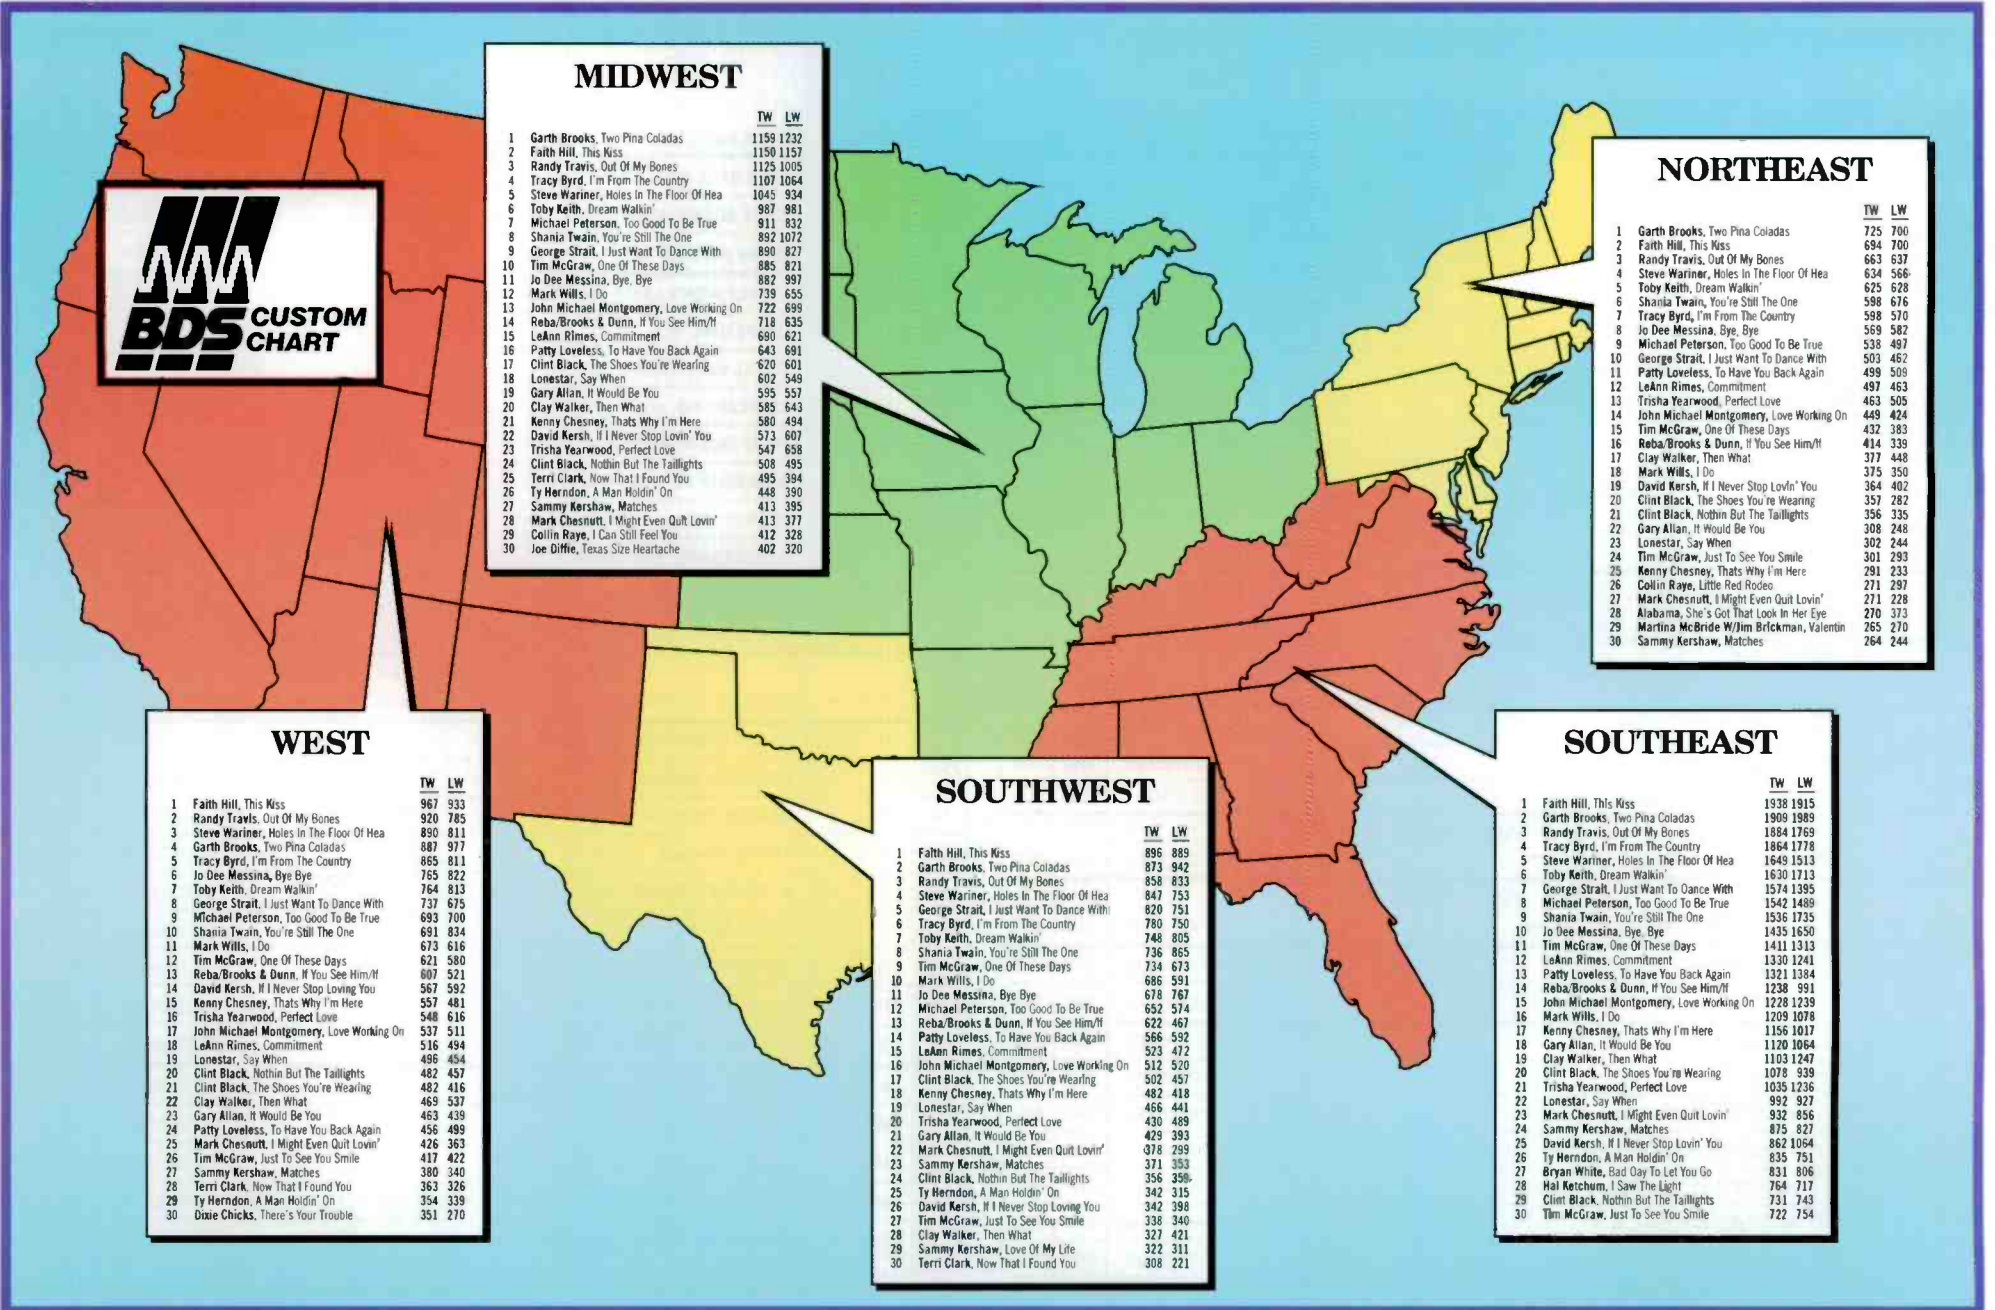 BDS CUSTOM
CHART
MIDWEST
TW LW
1 Garth Brooks, Two Pina Coladas 1159 1232
2 Faith Hill, This Kiss 1150 1157
3 Randy Travis, Out Of My Bones 1125 1005
4 Tracy Byrd, I'm From The Country 1107 1064
5 Steve Wariner, Holes In The Floor Of Hea 1045 934
6 Toby Keith, Dream Walkin' 987 981
7 Michael Peterson, Too Good To Be True 911 832
8 Shania Twain, You're Still The One 892 1072
9 George Strait, I Just Want To Dance With 890 827
10 Tim McGraw, One Of These Days 885 821
11 Jo Dee Messina, Bye, Bye 882 997
12 Mark Wills, I Do 739 655
13 John Michael Montgomery, Love Working On 722 699
14 Reba/Brooks & Dunn, If You See Him/If 718 635
15 LeAnn Rimes, Commitment 690 621
16 Patty Loveless, To Have You Back Again 643 691
17 Clint Black, The Shoes You're Wearing 620 601
18 Lonestar, Say When 602 549
19 Gary Allan, It Would Be You 595 557
20 Clay Walker, Then What 585 643
21 Kenny Chesney, Thats Why I'm Here 580 494
22 David Kersh, If I Never Stop Lovin' You 573 607
23 Trisha Yearwood, Perfect Love 547 658
24 Clint Black, Nothin But The Taillights 508 495
25 Terri Clark, Now That I Found You 495 394
26 Ty Herndon, A Man Holdin' On 448 390
27 Sammy Kershaw, Matches 413 395
28 Mark Chesnutt, I Might Even Quit Lovin' 413 377
29 Collin Raye, I Can Still Feel You 412 328
30 Joe Diffie, Texas Size Heartache 402 320
NORTHEAST
TW LW
1 Garth Brooks, Two Pina Coladas 725 700
2 Faith Hill, This Kiss 694 700
3 Randy Travis, Out Of My Bones 663 637
4 Steve Wariner, Holes In The Floor Of Hea 634 566
5 Toby Keith, Dream Walkin' 625 628
6 Shania Twain, You're Still The One 598 676
7 Tracy Byrd, I'm From The Country 598 570
8 Jo Dee Messina, Bye, Bye 569 582
9 Michael Peterson, Too Good To Be True 538 497
10 George Strait, I Just Want To Dance With 503 462
11 Patty Loveless, To Have You Back Again 499 509
12 LeAnn Rimes, Commitment 497 463
13 Trisha Yearwood, Perfect Love 463 505
14 John Michael Montgomery, Love Working On 449 424
15 Tim McGraw, One Of These Days 432 383
16 Reba/Brooks & Dunn, If You See Him/If 414 339
17 Clay Walker, Then What 377 448
18 Mark Wills, I Do 375 350
19 David Kersh, If I Never Stop Lovin' You 364 402
20 Clint Black, The Shoes You're Wearing 357 282
21 Clint Black, Nothin But The Taillights 356 335
22 Gary Allan, It Would Be You 308 248
23 Lonestar, Say When 302 244
24 Tim McGraw, Just To See You Smile 301 293
25 Kenny Chesney, Thats Why I'm Here 291 233
26 Collin Raye, Little Red Rodeo 271 297
27 Mark Chesnutt, I Might Even Quit Lovin' 271 228
28 Alabama, She's Got That Look In Her Eye 270 373
29 Martina McBride W/Jim Brickman, Valentin 265 270
30 Sammy Kershaw, Matches 264 244
WEST
TW LW
1 Faith Hill, This Kiss 967 933
2 Randy Travis, Out Of My Bones 920 785
3 Steve Wariner, Holes In The Floor Of Hea 890 811
4 Garth Brooks, Two Pina Coladas 887 977
5 Tracy Byrd, I'm From The Country 865 811
6 Jo Dee Messina, Bye Bye 765 822
7 Toby Keith, Dream Walkin' 764 813
8 George Strait, I Just Want To Dance With 737 675
9 Michael Peterson, Too Good To Be True 693 700
10 Shania Twain, You're Still The One 691 834
11 Mark Wills, I Do 673 616
12 Tim McGraw, One Of These Days 621 580
13 Reba/Brooks & Dunn, If You See Him/If 607 521
14 David Kersh, If I Never Stop Loving You 567 592
15 Kenny Chesney, Thats Why I'm Here 557 481
16 Trisha Yearwood, Perfect Love 548 616
17 John Michael Montgomery, Love Working On 537 511
18 LeAnn Rimes, Commitment 516 494
19 Lonestar, Say When 496 454
20 Clint Black, Nothin But The Taillights 482 457
21 Clint Black, The Shoes You're Wearing 482 416
22 Clay Walker, Then What 469 537
23 Gary Allan, It Would Be You 463 439
24 Patty Loveless, To Have You Back Again 456 499
25 Mark Chesnutt, I Might Even Quit Lovin' 426 363
26 Tim McGraw, Just To See You Smile 417 422
27 Sammy Kershaw, Matches 380 340
28 Terri Clark, Now That I Found You 363 326
29 Ty Herndon, A Man Holdin' On 354 339
30 Dixie Chicks, There's Your Trouble 351 270
SOUTHWEST
TW LW
1 Faith Hill, This Kiss 896 889
2 Garth Brooks, Two Pina Coladas 873 942
3 Randy Travis, Out Of My Bones 858 833
4 Steve Wariner, Holes In The Floor Of Hea 847 753
5 George Strait, I Just Want To Dance With 820 751
6 Tracy Byrd, I'm From The Country 780 750
7 Toby Keith, Dream Walkin' 748 805
8 Shania Twain, You're Still The One 736 865
9 Tim McGraw, One Of These Days 734 673
10 Mark Wills, I Do 686 591
11 Jo Dee Messina, Bye Bye 678 767
12 Michael Peterson, Too Good To Be True 652 574
13 Reba/Brooks & Dunn, If You See Him/If 622 467
14 Patty Loveless, To Have You Back Again 566 592
15 LeAnn Rimes, Commitment 523 472
16 John Michael Montgomery, Love Working On 512 520
17 Clint Black, The Shoes You're Wearing 502 457
18 Kenny Chesney, Thats Why I'm Here 482 418
19 Lonestar, Say When 466 441
20 Trisha Yearwood, Perfect Love 430 489
21 Gary Allan, It Would Be You 429 393
22 Mark Chesnutt, I Might Even Quit Lovin' 378 299
23 Sammy Kershaw, Matches 371 353
24 Clint Black, Nothin But The Taillights 356 359
25 Ty Herndon, A Man Holdin' On 342 315
26 David Kersh, If I Never Stop Loving You 342 398
27 Tim McGraw, Just To See You Smile 338 340
28 Clay Walker, Then What 327 421
29 Sammy Kershaw, Love Of My Life 322 311
30 Terri Clark, Now That I Found You 308 221
SOUTHEAST
TW LW
1 Faith Hill, This Kiss 1938 1915
2 Garth Brooks, Two Pina Coladas 1909 1989
3 Randy Travis, Out Of My Bones 1884 1769
4 Tracy Byrd, I'm From The Country 1864 1778
5 Steve Wariner, Holes In The Floor Of Hea 1649 1513
6 Toby Keith, Dream Walkin' 1630 1713
7 George Strait, I Just Want To Dance With 1574 1395
8 Michael Peterson, Too Good To Be True 1542 1489
9 Shania Twain, You're Still The One 1536 1735
10 Jo Dee Messina, Bye, Bye 1435 1650
11 Tim McGraw, One Of These Days 1411 1313
12 LeAnn Rimes, Commitment 1330 1241
13 Patty Loveless, To Have You Back Again 1321 1384
14 Reba/Brooks & Dunn, If You See Him/If 1238 991
15 John Michael Montgomery, Love Working On 1228 1239
16 Mark Wills, I Do 1209 1078
17 Kenny Chesney, Thats Why I'm Here 1156 1017
18 Gary Allan, It Would Be You 1120 1064
19 Clay Walker, Then What 1103 1247
20 Clint Black, The Shoes You're Wearing 1078 939
21 Trisha Yearwood, Perfect Love 1035 1236
22 Lonestar, Say When 992 927
23 Mark Chesnutt, I Might Even Quit Lovin' 932 856
24 Sammy Kershaw, Matches 875 827
25 David Kersh, If I Never Stop Lovin' You 862 1064
26 Ty Herndon, A Man Holdin' On 835 751
27 Bryan White, Bad Day To Let You Go 831 806
28 Hal Ketchum, I Saw The Light 764 717
29 Clint Black, Nothin But The Taillights 731 743
30 Tim McGraw, Just To See You Smile 722 754